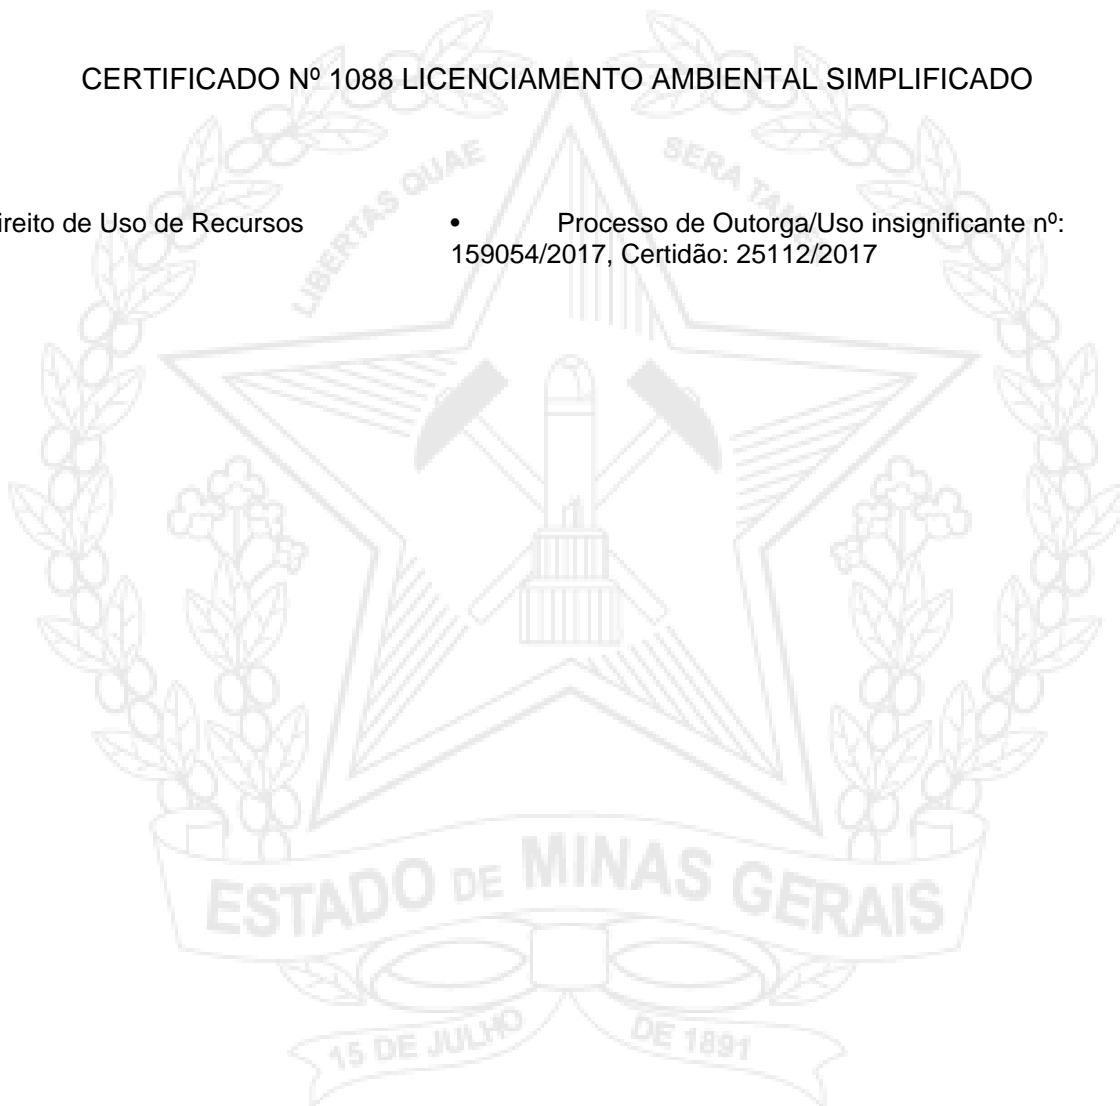 CERTIFICADO Nº 1088 LICENCIAMENTO AMBIENTAL SIMPLIFICADO
ireito de Uso de Recursos
• Processo de Outorga/Uso insignificante nº:
159054/2017, Certidão: 25112/2017
LIBERTAS QUAE
SERA TAMEN
ESTADO DE MINAS GERAIS
15 DE JULHO
DE 1891